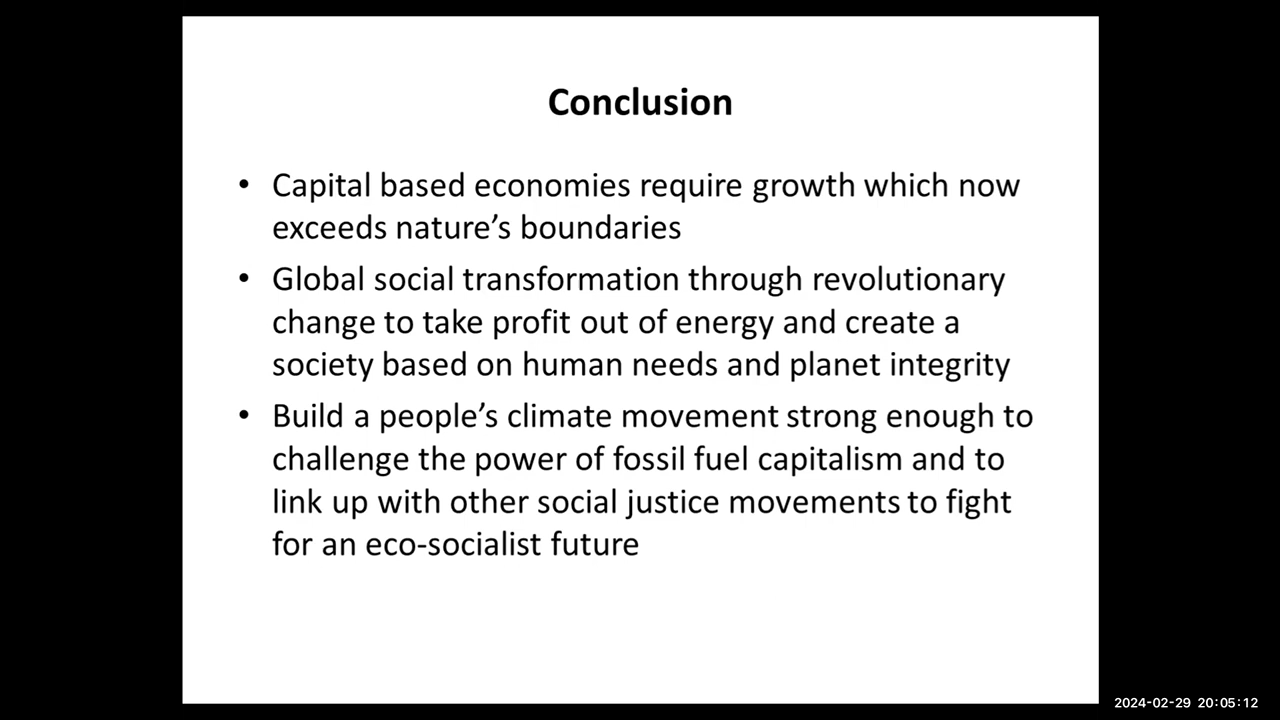 Conclusion
• Capital based economies require growth which now
exceeds nature’s boundaries
• Global social transformation through revolutionary
change to take profit out of energy and create a
society based on human needs and planet integrity
• Build a people’s climate movement strong enough to
challenge the power of fossil fuel capitalism and to
link up with other social justice movements to fight
for an eco-socialist future
2024-02-29 20:05:12